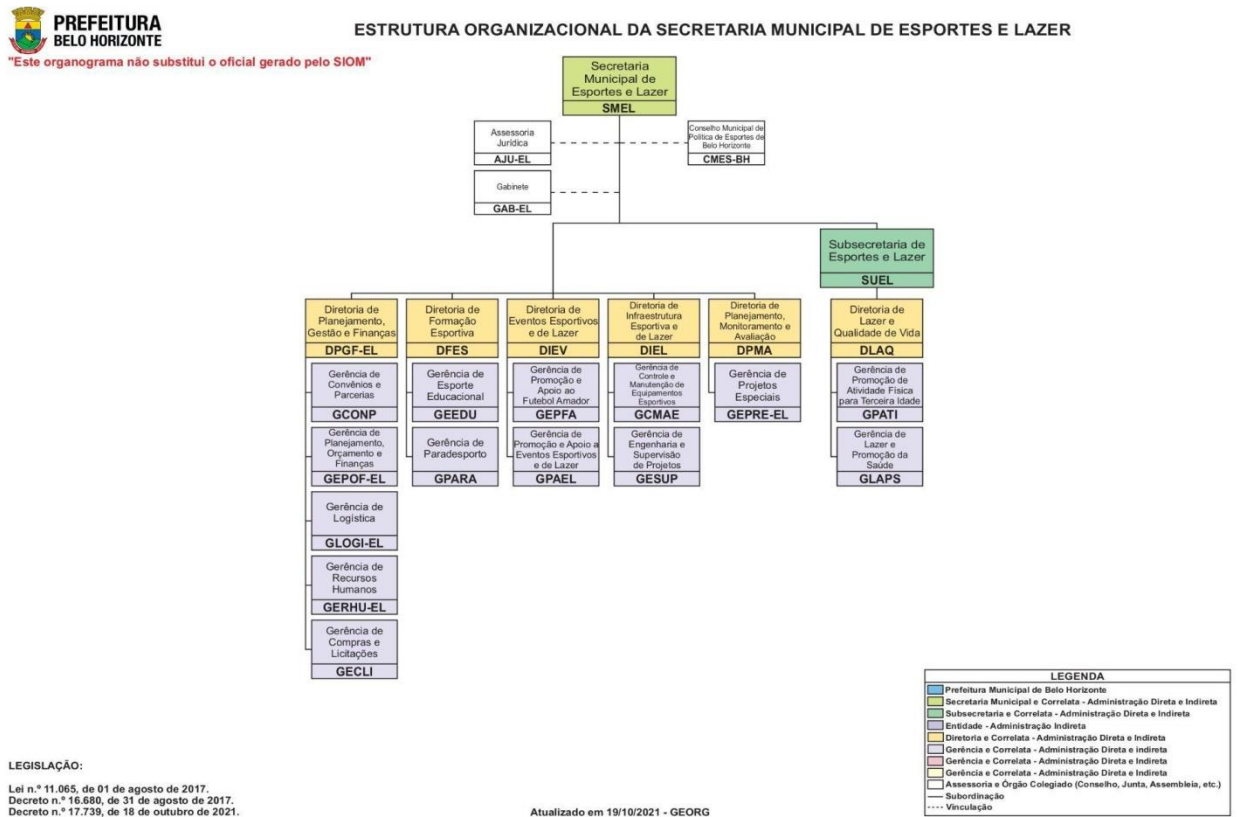 PREFEITURA
BELO HORIZONTE
"Este organograma não substitui o oficial gerado pelo SIOM"
ESTRUTURA ORGANIZACIONAL DA SECRETARIA MUNICIPAL DE ESPORTES E LAZER
Secretaria
Municipal de
Esportes e Lazer
SMEL
Assessoria
Jurídica
AJU-EL
Conselho Municipal de
Política de Esportes de
Belo Horizonte
CMES-BH
Gabinete
GAB-EL
Subsecretaria de
Esportes e Lazer
SUEL
Diretoria de
Planejamento,
Gestão e Finanças
DPGF-EL
Diretoria de
Formação
Esportiva
DFES
Diretoria de
Eventos Esportivos
e de Lazer
DIEV
Diretoria de
Infraestrutura
Esportiva e
de Lazer
DIEL
Diretoria de
Planejamento,
Monitoramento e
Avaliação
DPMA
Diretoria de
Lazer e
Qualidade de Vida
DLAQ
Gerência de
Convênios e
Parcerias
GCONP
Gerência de
Esporte
Educacional
GEEDU
Gerência de
Promoção e
Apoio ao
Futebol Amador
GEPFA
Gerência de
Controle e
Manutenção de
Equipamentos
Esportivos
GCMAE
Gerência de
Projetos
Especiais
GEPRE-EL
Gerência de
Promoção de
Atividade Física
para Terceira Idade
GPATI
Gerência de
Planejamento,
Orçamento e
Finanças
GEPOF-EL
Gerência de
Paradesporto
GPARA
Gerência de
Promoção e Apoio a
Eventos Esportivos
e de Lazer
GPAEL
Gerência de
Engenharia e
Supervisão
de Projetos
GESUP
Gerência de
Lazer e
Promoção da
Saúde
GLAPS
Gerência de
Logística
GLOGI-EL
Gerência de
Recursos
Humanos
GERHU-EL
Gerência de
Compras e
Licitações
GECLI
LEGENDA
Prefeitura Municipal de Belo Horizonte
Secretaria Municipal e Correlata - Administração Direta e Indireta
Subsecretaria e Correlata - Administração Direta e Indireta
Entidade - Administração Indireta
Diretoria e Correlata - Administração Direta e Indireta
Gerência e Correlata - Administração Direta e indireta
Gerência e Correlata - Administração Direta e Indireta
Gerência e Correlata - Administração Direta e Indireta
Assessoria e Órgão Colegiado (Conselho, Junta, Assembleia, etc.)
Subordinação
Vinculação
LEGISLAÇÃO:
Lei n.º 11.065, de 01 de agosto de 2017.
Decreto n.º 16.680, de 31 de agosto de 2017.
Decreto n.º 17.739, de 18 de outubro de 2021.
Atualizado em 19/10/2021 - GEORG